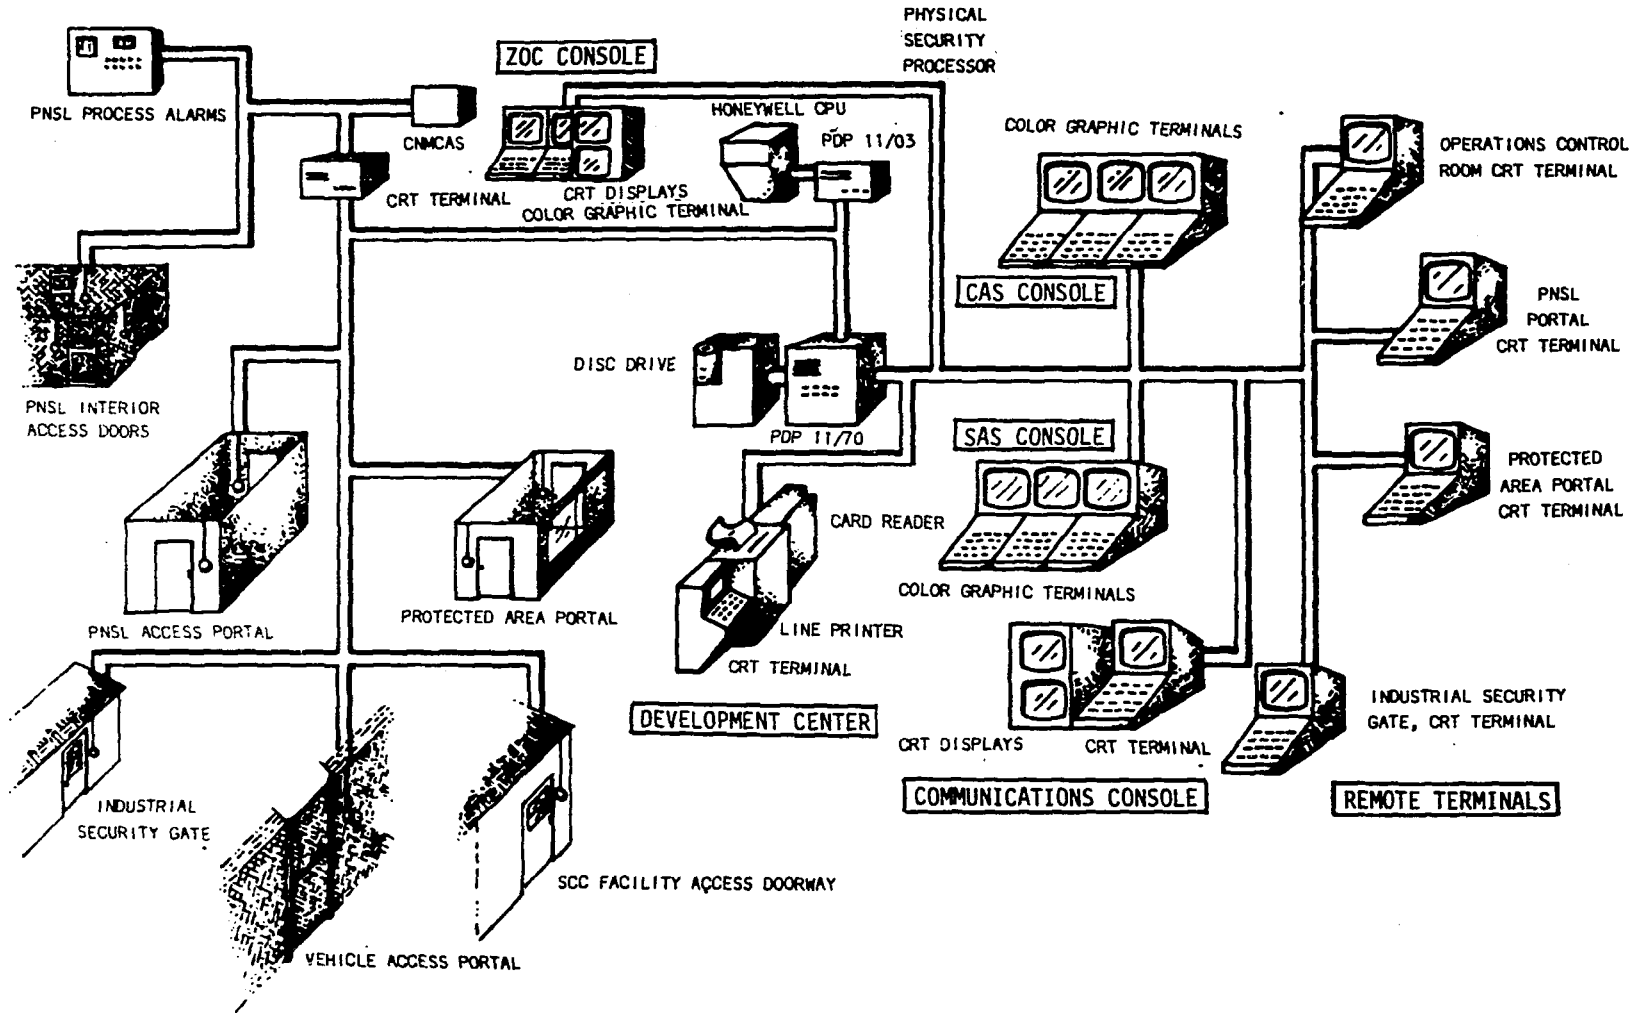 PHYSICAL
SECURITY
PROCESSOR
ZOC CONSOLE
PNSL PROCESS ALARMS
CNMCAS
HONEYWELL CPU
PDP 11/03
CRT TERMINAL
CRT DISPLAYS
COLOR GRAPHIC TERMINAL
COLOR GRAPHIC TERMINALS
CAS CONSOLE
OPERATIONS CONTROL
ROOM CRT TERMINAL
PNSL
PORTAL
CRT TERMINAL
DISC DRIVE
PDP 11/70
PNSL INTERIOR
ACCESS DOORS
SAS CONSOLE
COLOR GRAPHIC TERMINALS
PROTECTED
AREA PORTAL
CRT TERMINAL
CARD READER
LINE PRINTER
CRT TERMINAL
DEVELOPMENT CENTER
PNSL ACCESS PORTAL
PROTECTED AREA PORTAL
CRT DISPLAYS
CRT TERMINAL
COMMUNICATIONS CONSOLE
INDUSTRIAL SECURITY
GATE, CRT TERMINAL
REMOTE TERMINALS
INDUSTRIAL
SECURITY GATE
SCC FACILITY ACCESS DOORWAY
VEHICLE ACCESS PORTAL